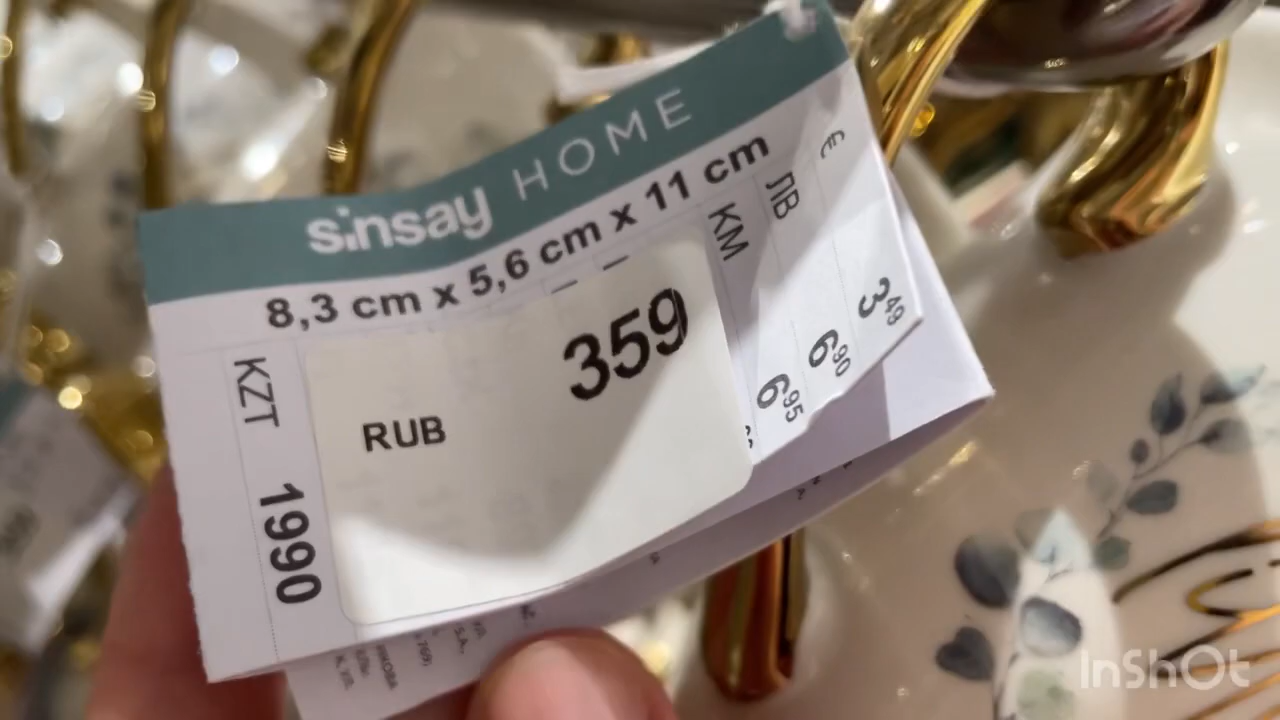 sinsay HOME
8,3 cm x 5,6 cm x 11 cm
KZT 1990
RUB 359
KM 6,95
ЛВ 6,90
€ 3,49
InShOt